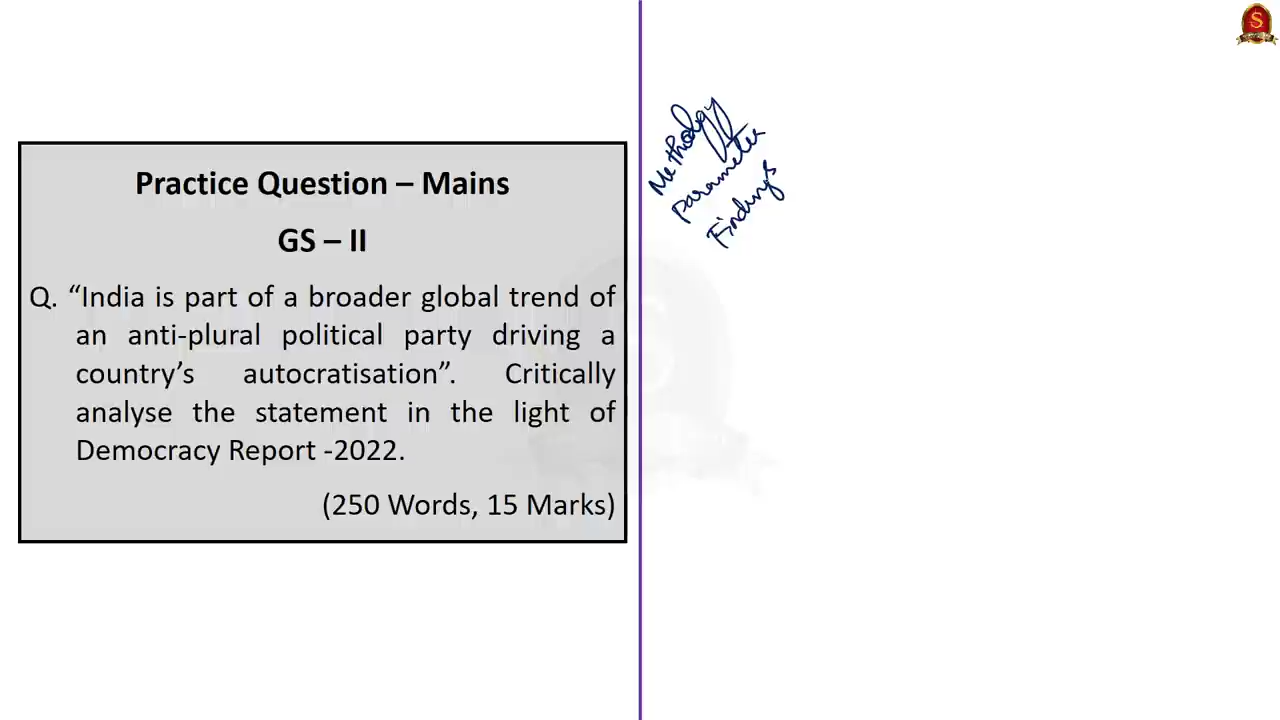 Practice Question – Mains
GS – II
Q. “India is part of a broader global trend of
an anti-plural political party driving a
country’s autocratisation”. Critically
analyse the statement in the light of
Democracy Report -2022.
(250 Words, 15 Marks)
Methodology
Parameter
Findings
S